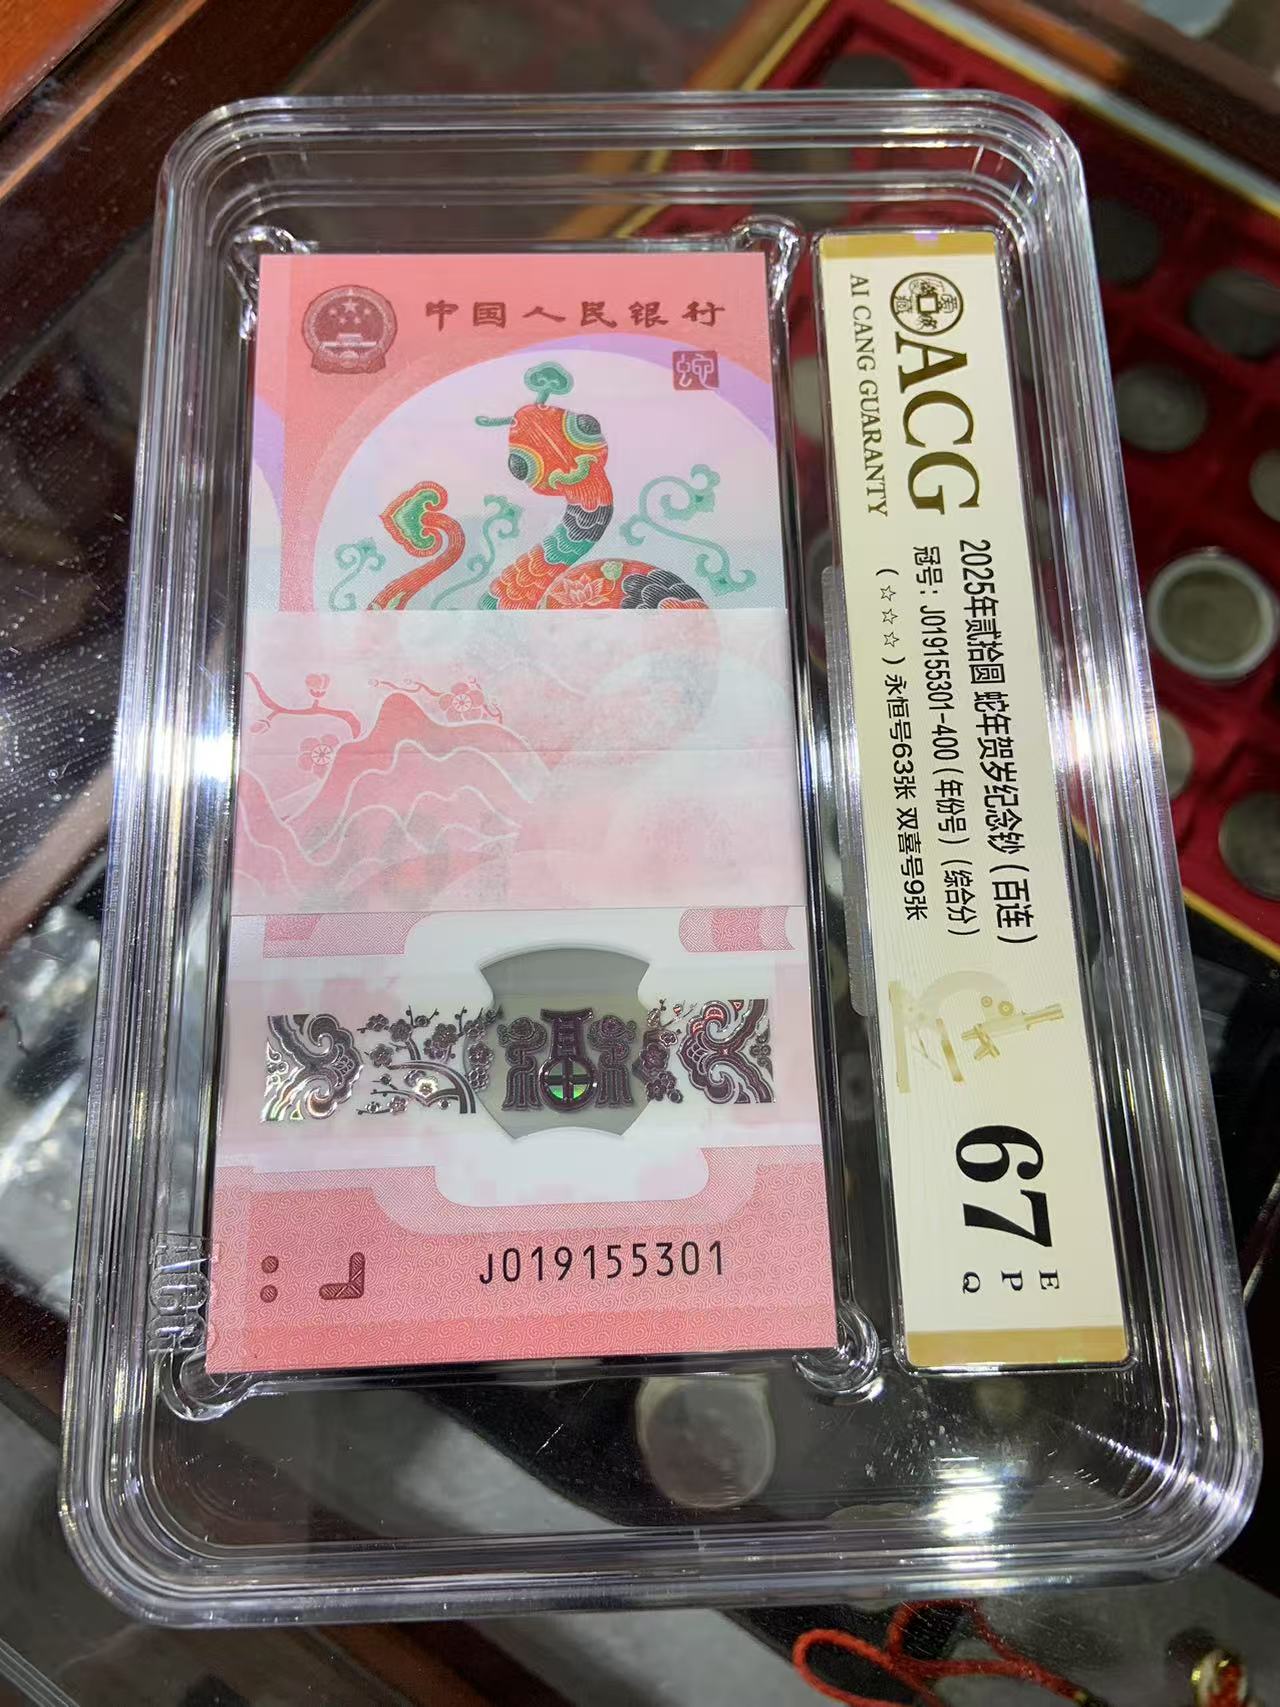 中国人民银行
蛇
J019155301
ACG
AI CANG GUARANTY
2025年贰拾圆 蛇年贺岁纪念钞(百连)
冠号:J019155301-400(年份号)(综合分)
(☆☆☆)永恒号63张 双喜号9张
67
E
P
Q
ACG